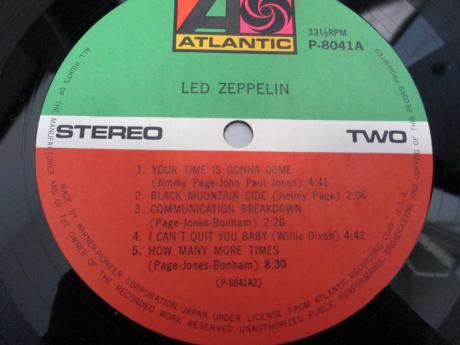 ATLANTIC
33⅓RPM
P-8041A
LED ZEPPELIN
STEREO
TWO
1. YOUR TIME IS GONNA COME
(Jimmy Page-John Paul Jones) 4:41
2. BLACK MOUNTAIN SIDE (Jimmy Page) 2:06
3. COMMUNICATION BREAKDOWN
(Page-Jones-Bonham) 2:26
4. I CAN'T QUIT YOU BABY (Willie Dixon) 4:42
5. HOW MANY MORE TIMES
(Page-Jones-Bonham) 8:30
(P-8041A2)
ALL RIGHTS OF THE MANUFACTURER AND OF THE OWNER OF THE RECORDED WORK RESERVED. UNAUTHORIZED PUBLIC PERFORMANCE, BROADCASTING AND COPYING OF THIS RECORD PROHIBITED
MADE BY WARNER-PIONEER CORPORATION, JAPAN, UNDER LICENSE FROM ATLANTIC RECORDING CORP., U.S.A.